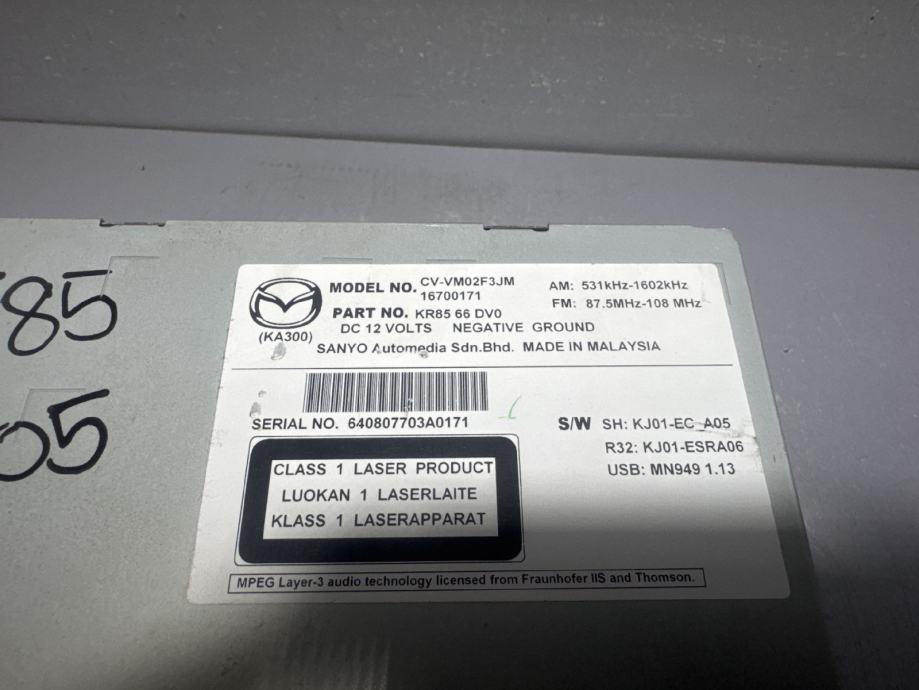 85
05
MODEL NO. CV-VM02F3JM
16700171
PART NO. KR85 66 DV0
(KA300)
DC 12 VOLTS NEGATIVE GROUND
SANYO Automedia Sdn.Bhd. MADE IN MALAYSIA
AM: 531kHz-1602kHz
FM: 87.5MHz-108 MHz
SERIAL NO. 640807703A0171
S/W SH: KJ01-EC_A05
R32: KJ01-ESRA06
USB: MN949 1.13
CLASS 1 LASER PRODUCT
LUOKAN 1 LASERLAITE
KLASS 1 LASERAPPARAT
MPEG Layer-3 audio technology licensed from Fraunhofer IIS and Thomson.